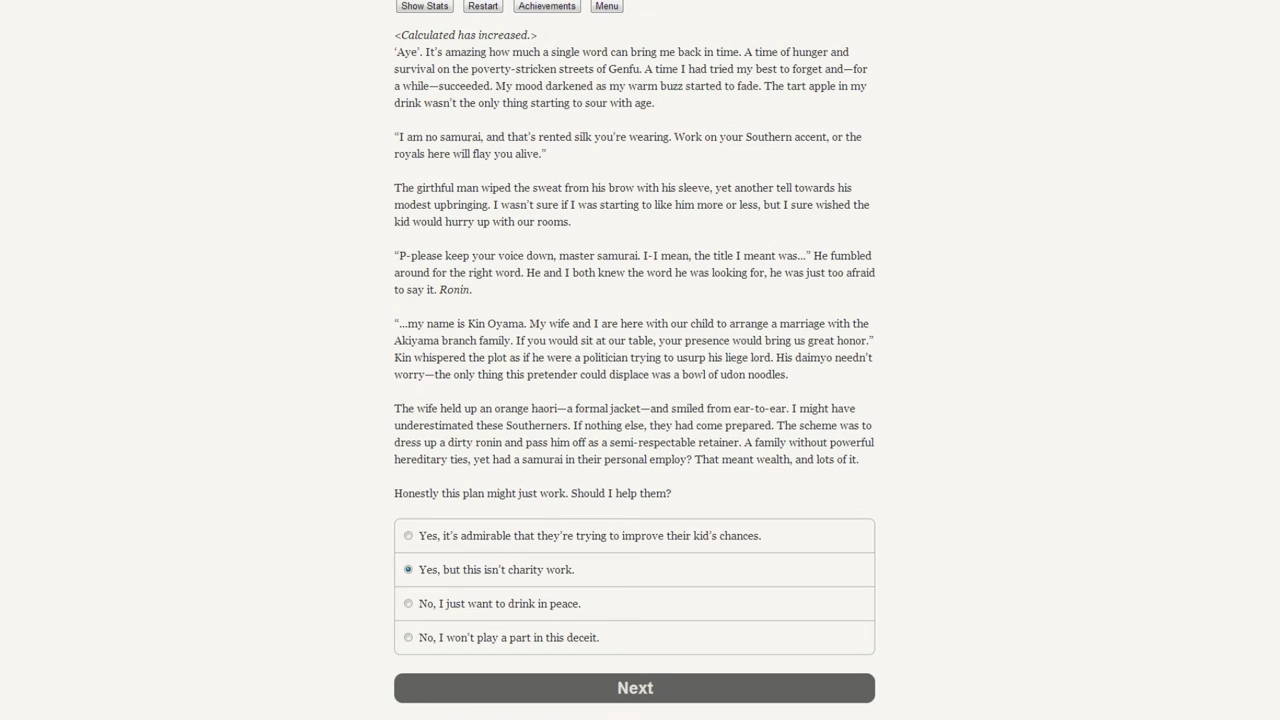 Show Stats Restart Achievements Menu
<Calculated has increased.>
‘Aye’. It’s amazing how much a single word can bring me back in time. A time of hunger and
survival on the poverty-stricken streets of Genfu. A time I had tried my best to forget and—for
a while—succeeded. My mood darkened as my warm buzz started to fade. The tart apple in my
drink wasn’t the only thing starting to sour with age.
“I am no samurai, and that’s rented silk you’re wearing. Work on your Southern accent, or the
royals here will flay you alive.”
The girthful man wiped the sweat from his brow with his sleeve, yet another tell towards his
modest upbringing. I wasn’t sure if I was starting to like him more or less, but I sure wished the
kid would hurry up with our rooms.
“P-please keep your voice down, master samurai. I-I mean, the title I meant was...” He fumbled
around for the right word. He and I both knew the word he was looking for, he was just too afraid
to say it. Ronin.
“...my name is Kin Oyama. My wife and I are here with our child to arrange a marriage with the
Akiyama branch family. If you would sit at our table, your presence would bring us great honor.”
Kin whispered the plot as if he were a politician trying to usurp his liege lord. His daimyo needn’t
worry—the only thing this pretender could displace was a bowl of udon noodles.
The wife held up an orange haori—a formal jacket—and smiled from ear-to-ear. I might have
underestimated these Southerners. If nothing else, they had come prepared. The scheme was to
dress up a dirty ronin and pass him off as a semi-respectable retainer. A family without powerful
hereditary ties, yet had a samurai in their personal employ? That meant wealth, and lots of it.
Honestly this plan might just work. Should I help them?
Yes, it’s admirable that they’re trying to improve their kid’s chances.
Yes, but this isn’t charity work.
No, I just want to drink in peace.
No, I won’t play a part in this deceit.
Next